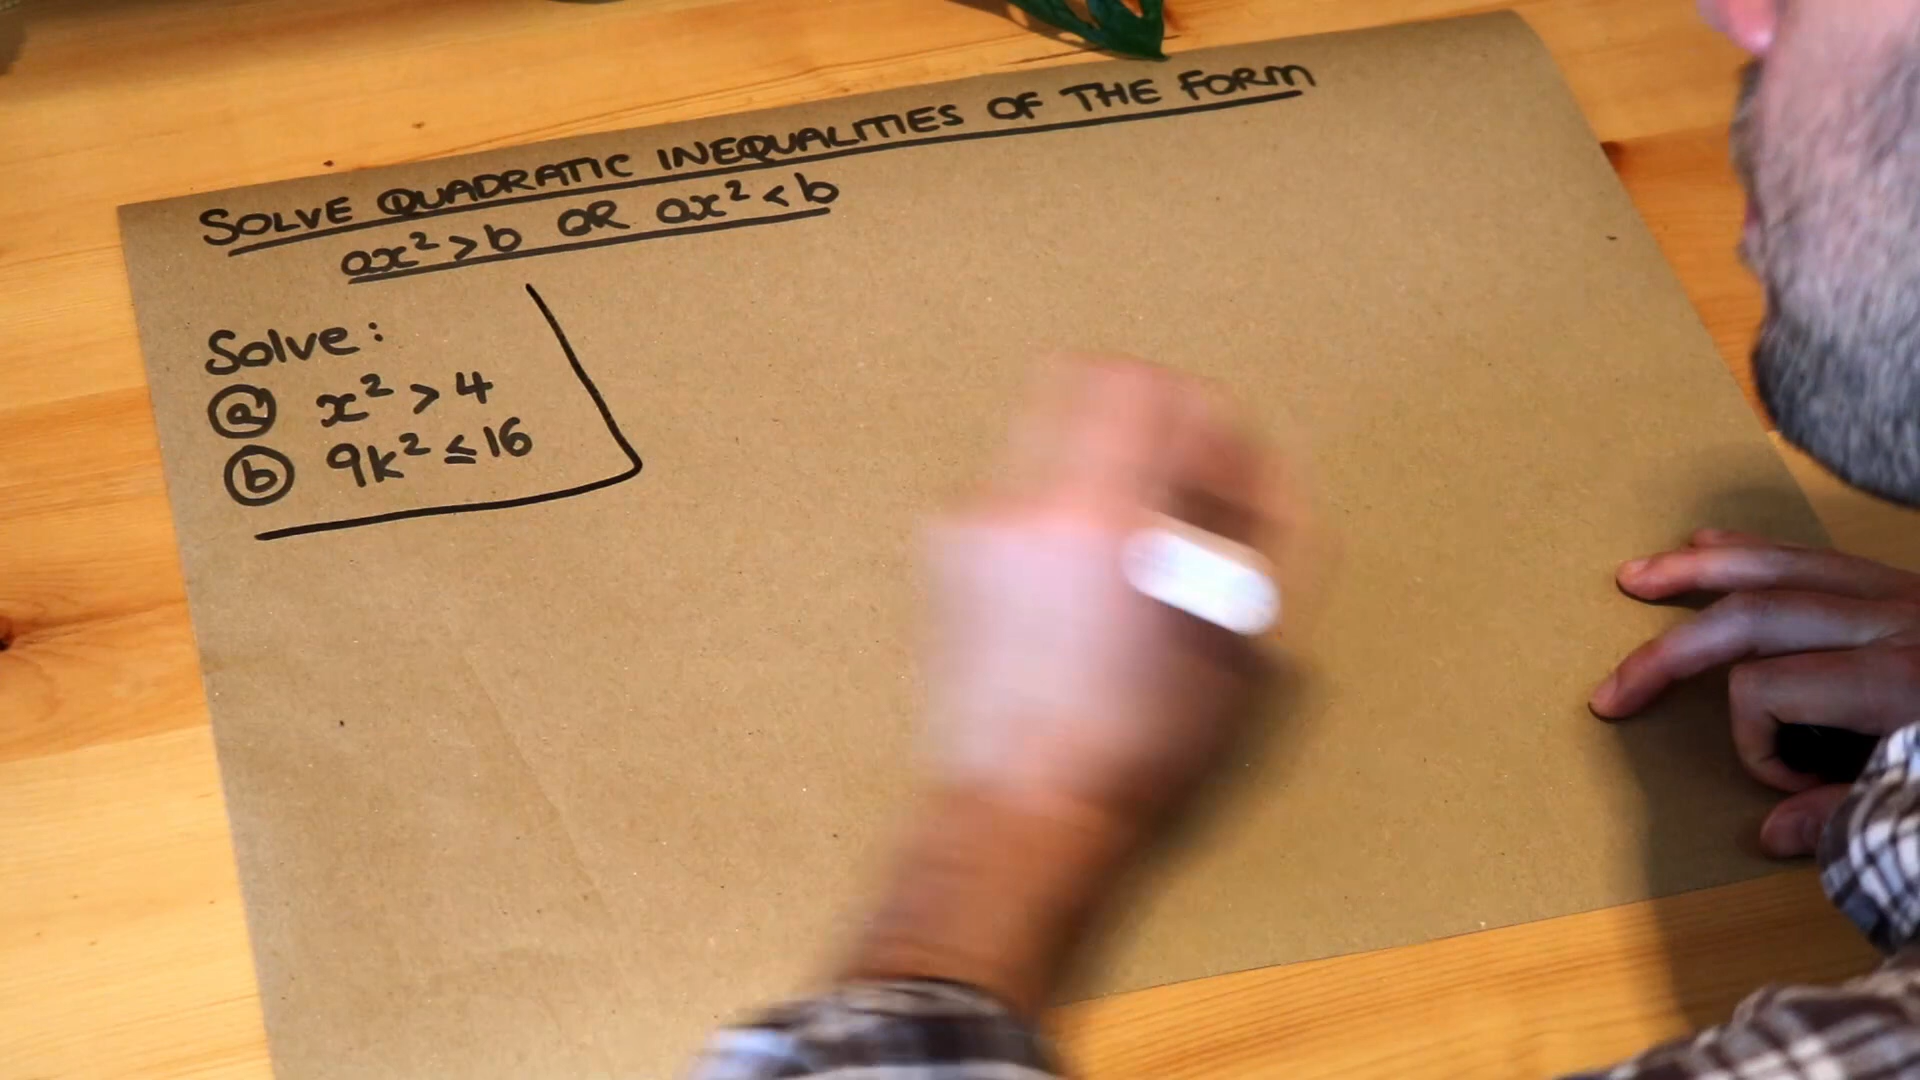 SOLVE QUADRATIC INEQUALITIES OF THE FORM
ax² > b OR ax² < b
Solve:
ⓐ x² > 4
ⓑ 9k² ≤ 16